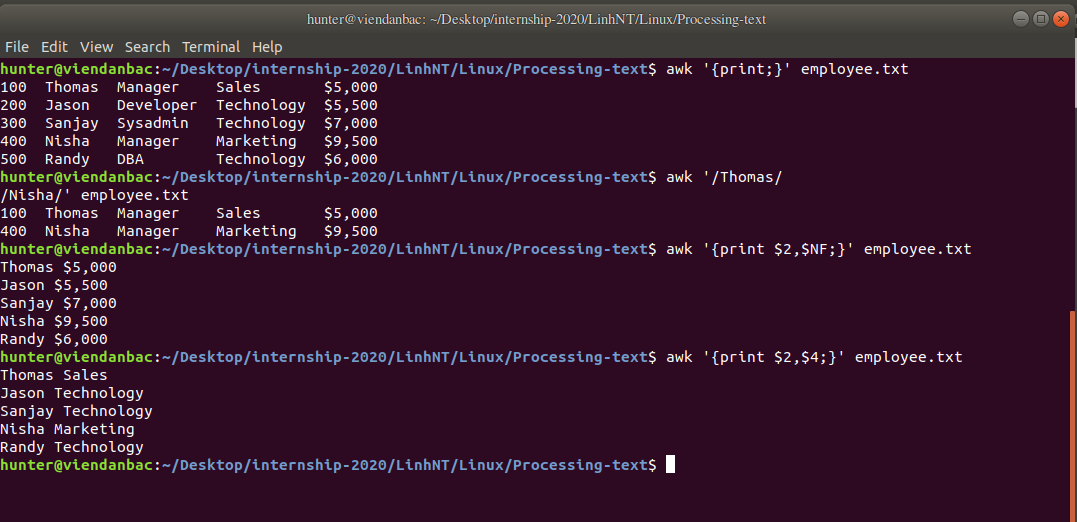 hunter@viendanbac: ~/Desktop/internship-2020/LinhNT/Linux/Processing-text
File Edit View Search Terminal Help
hunter@viendanbac:~/Desktop/internship-2020/LinhNT/Linux/Processing-text$ awk '{print;}' employee.txt
100  Thomas  Manager    Sales       $5,000
200  Jason   Developer  Technology  $5,500
300  Sanjay  Sysadmin   Technology  $7,000
400  Nisha   Manager    Marketing   $9,500
500  Randy   DBA        Technology  $6,000
hunter@viendanbac:~/Desktop/internship-2020/LinhNT/Linux/Processing-text$ awk '/Thomas/
/Nisha/' employee.txt
100  Thomas  Manager    Sales       $5,000
400  Nisha   Manager    Marketing   $9,500
hunter@viendanbac:~/Desktop/internship-2020/LinhNT/Linux/Processing-text$ awk '{print $2,$NF;}' employee.txt
Thomas $5,000
Jason $5,500
Sanjay $7,000
Nisha $9,500
Randy $6,000
hunter@viendanbac:~/Desktop/internship-2020/LinhNT/Linux/Processing-text$ awk '{print $2,$4;}' employee.txt
Thomas Sales
Jason Technology
Sanjay Technology
Nisha Marketing
Randy Technology
hunter@viendanbac:~/Desktop/internship-2020/LinhNT/Linux/Processing-text$